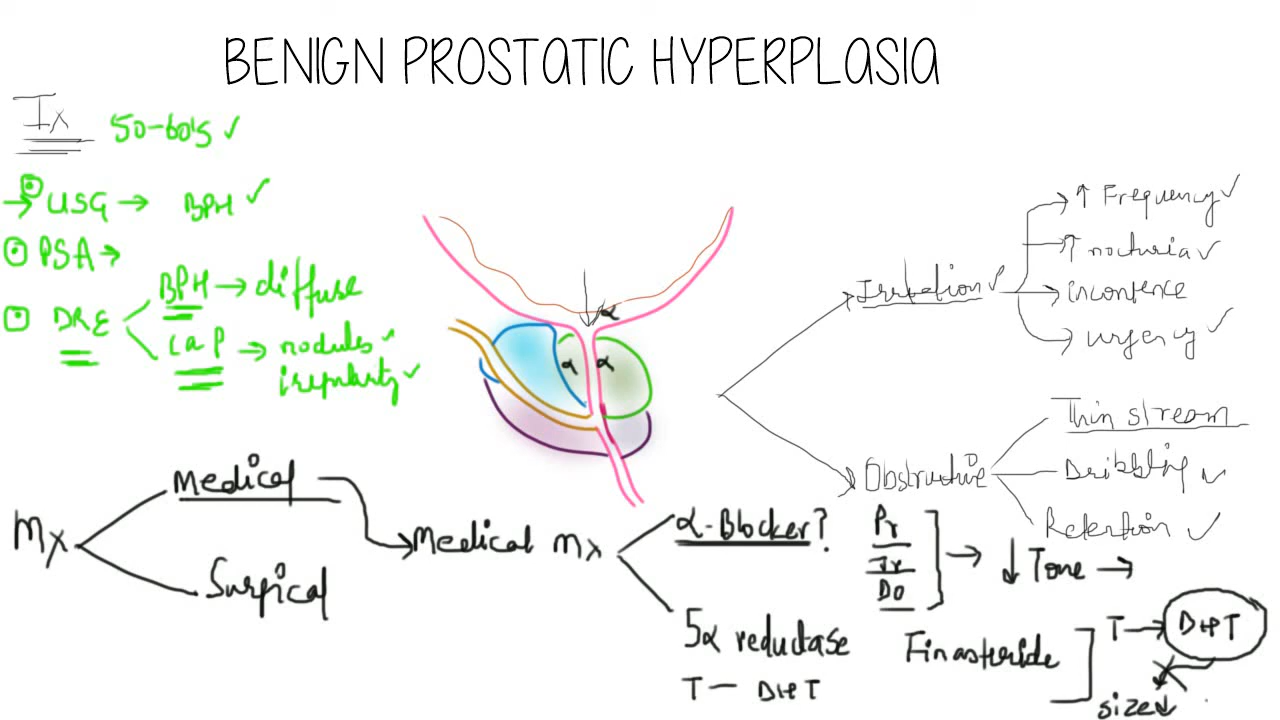 BENIGN PROSTATIC HYPERPLASIA
Ix 50-60's ✓
→ USG → BPH ✓
PSA →
DRE
BPH → diffuse
CaP → nodules ✓
irregularity ✓
α
α α
Irritation ✓
↑ Frequency ✓
↑ nocturia ✓
→ incontence
urgency ✓
Obstructive
Thin stream
Dribbling ✓
Retention ✓
Mx
Medical
Surgical
Medical mx
α-Blocker?
Pr
Tr
Do
→ ↓ Tone →
5α reductase
T — DHT
Finasteride
T → DHT
size↓